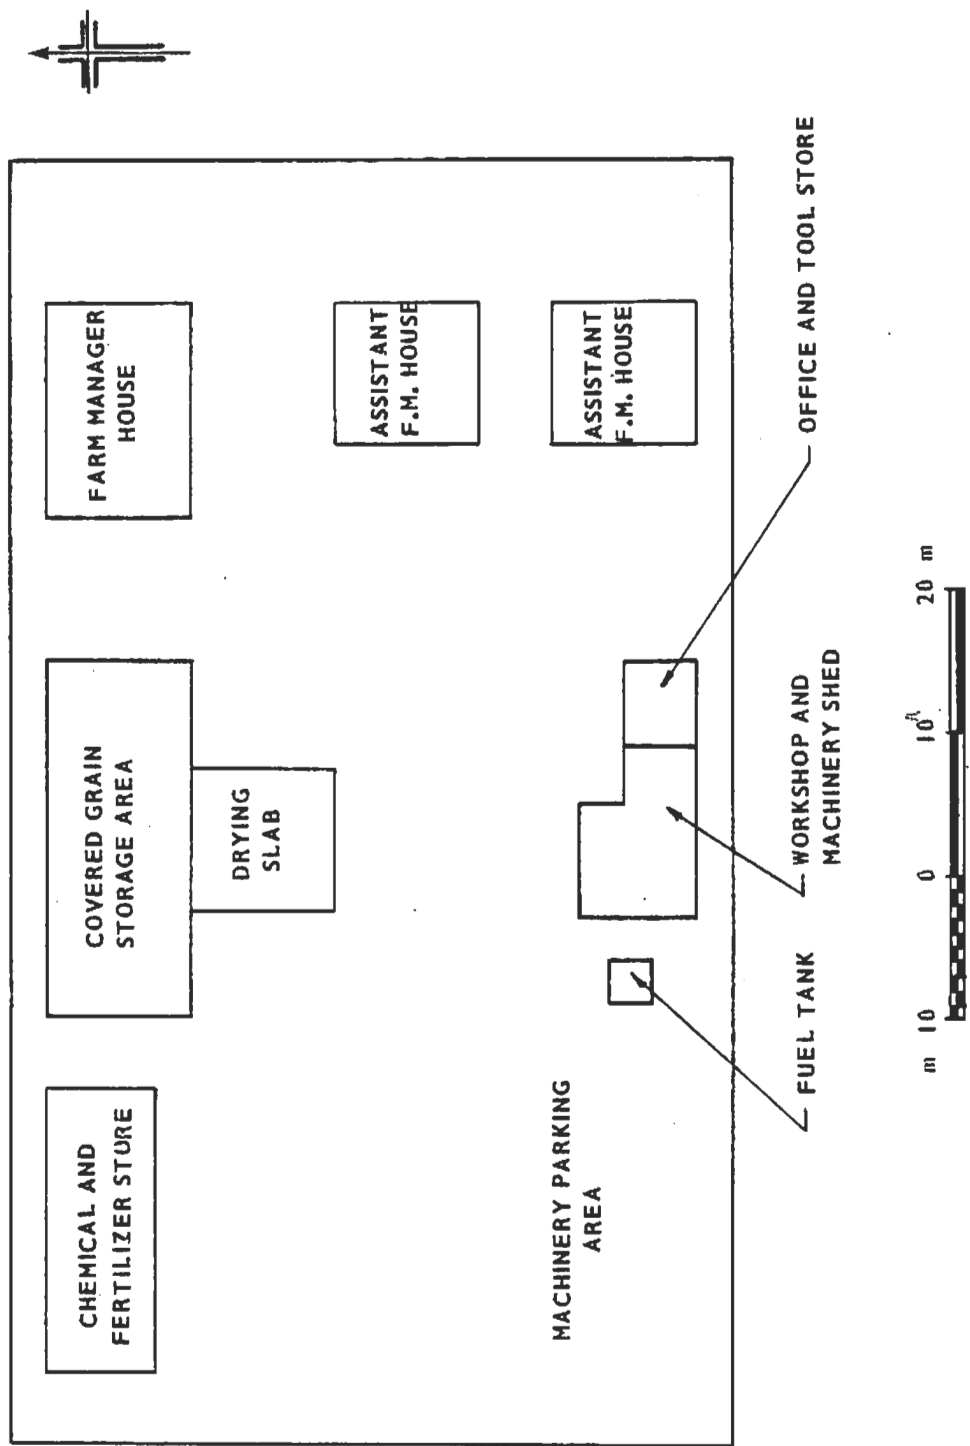 CHEMICAL AND
FERTILIZER STURE
COVERED GRAIN
STORAGE AREA
FARM MANAGER
HOUSE
DRYING
SLAB
ASSISTANT
F.M. HOUSE
ASSISTANT
F.M. HOUSE
MACHINERY PARKING
AREA
FUEL TANK
WORKSHOP AND
MACHINERY SHED
OFFICE AND TOOL STORE
m 10 0 10 20 m